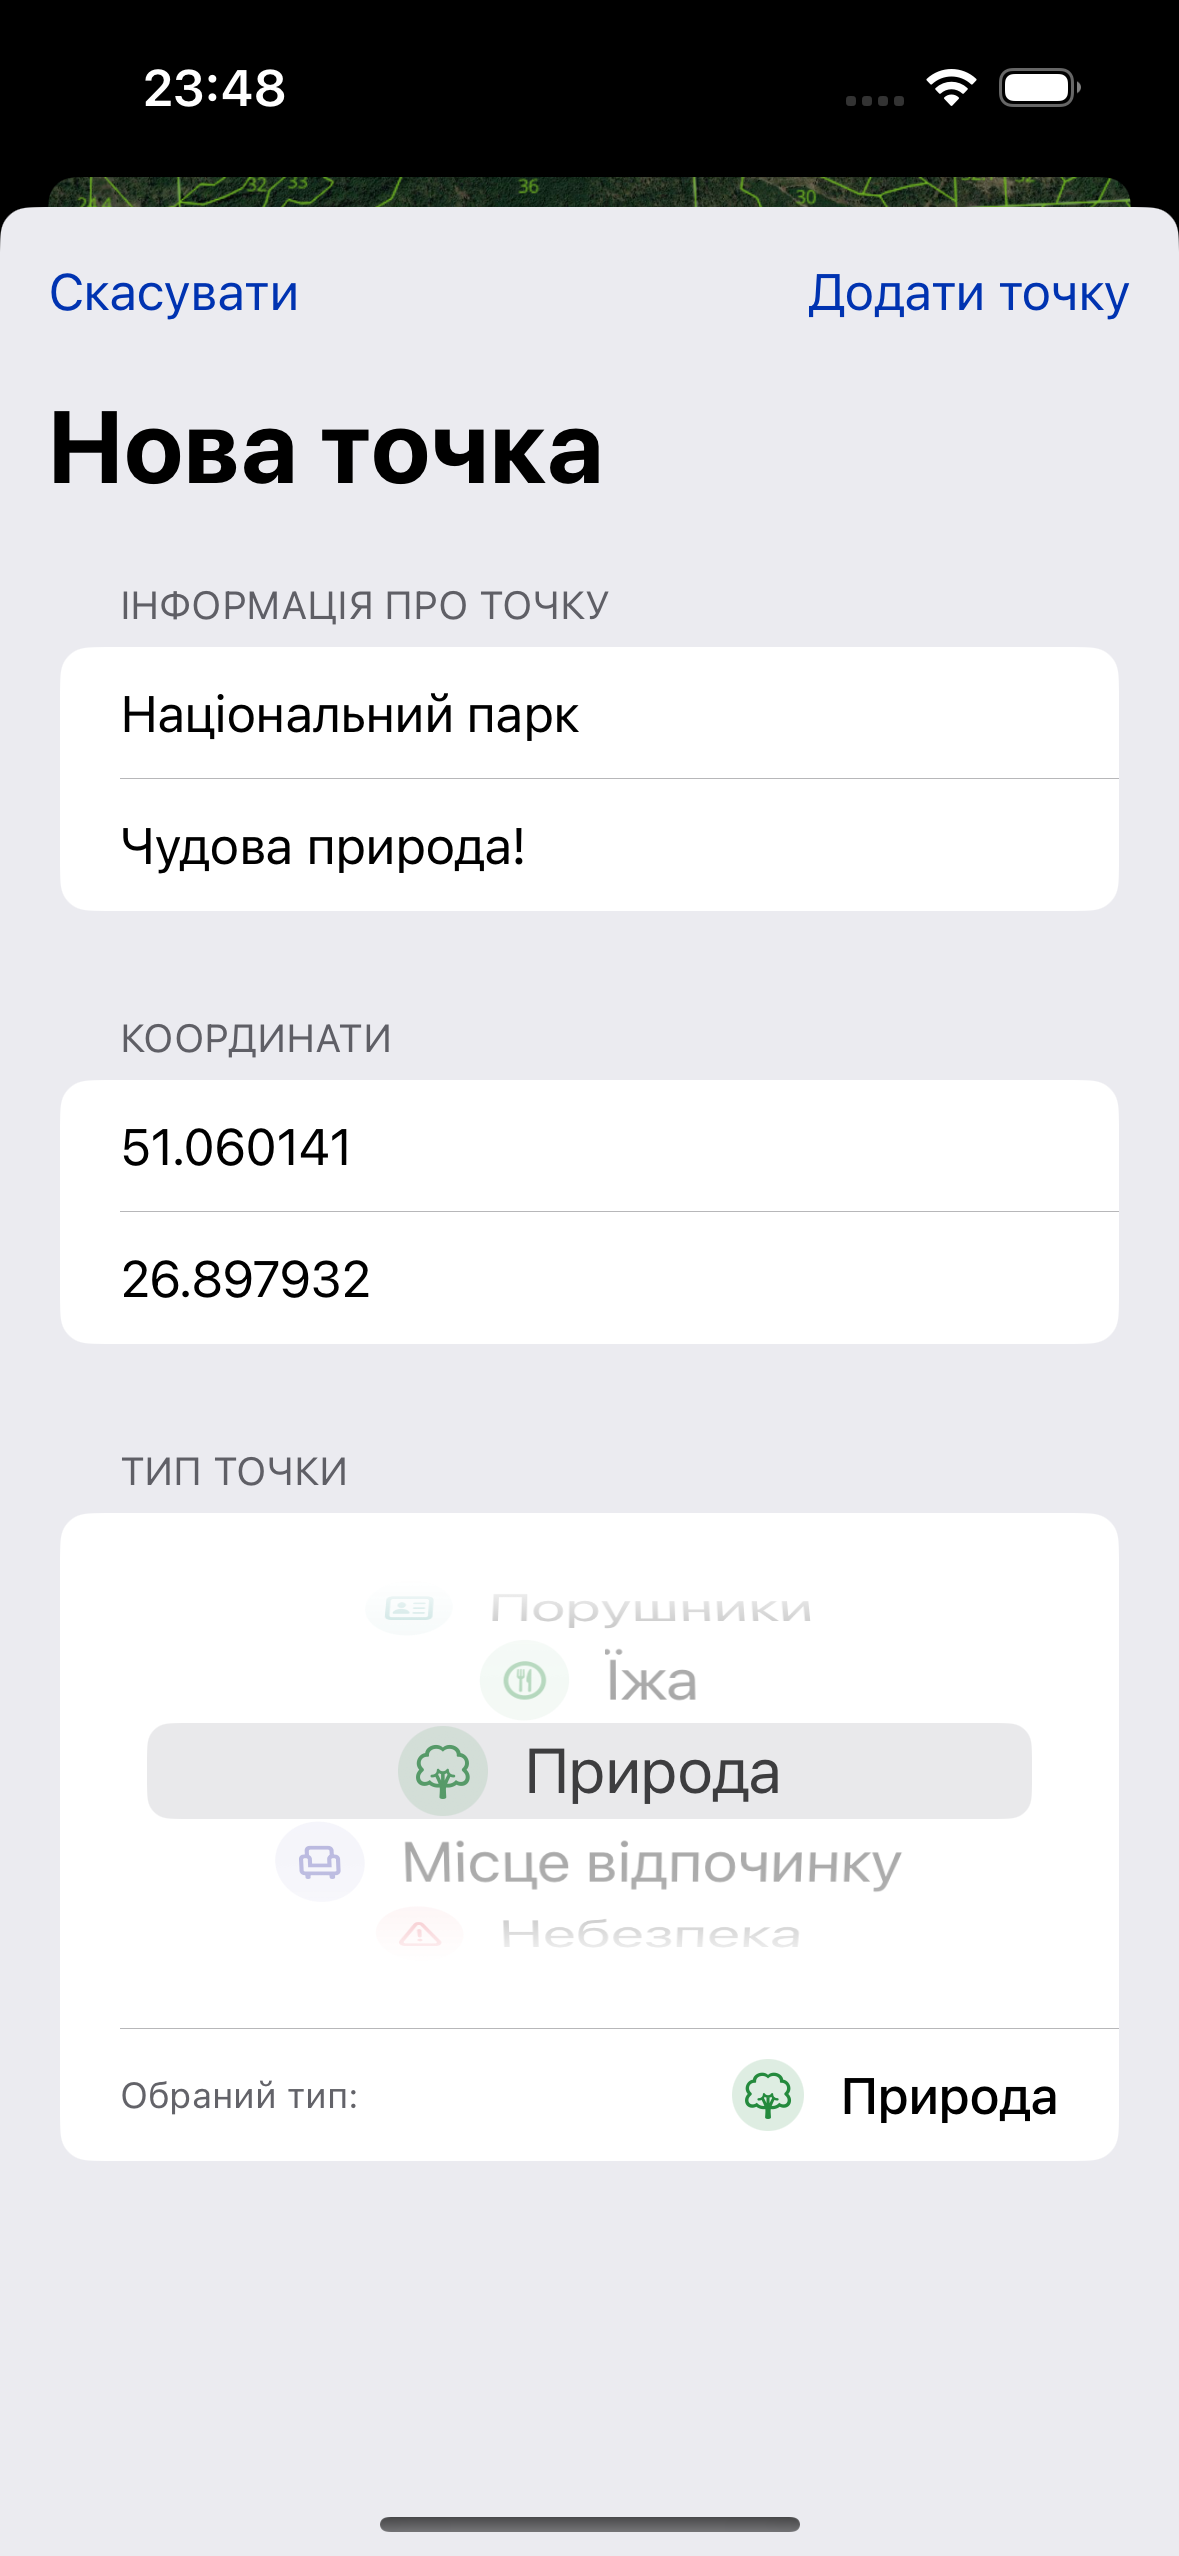 23:48
32 33
36
30
Скасувати
Додати точку
Нова точка
ІНФОРМАЦІЯ ПРО ТОЧКУ
Національний парк
Чудова природа!
КООРДИНАТИ
51.060141
26.897932
ТИП ТОЧКИ
Порушники
Їжа
Природа
Місце відпочинку
Небезпека
Обраний тип:
Природа